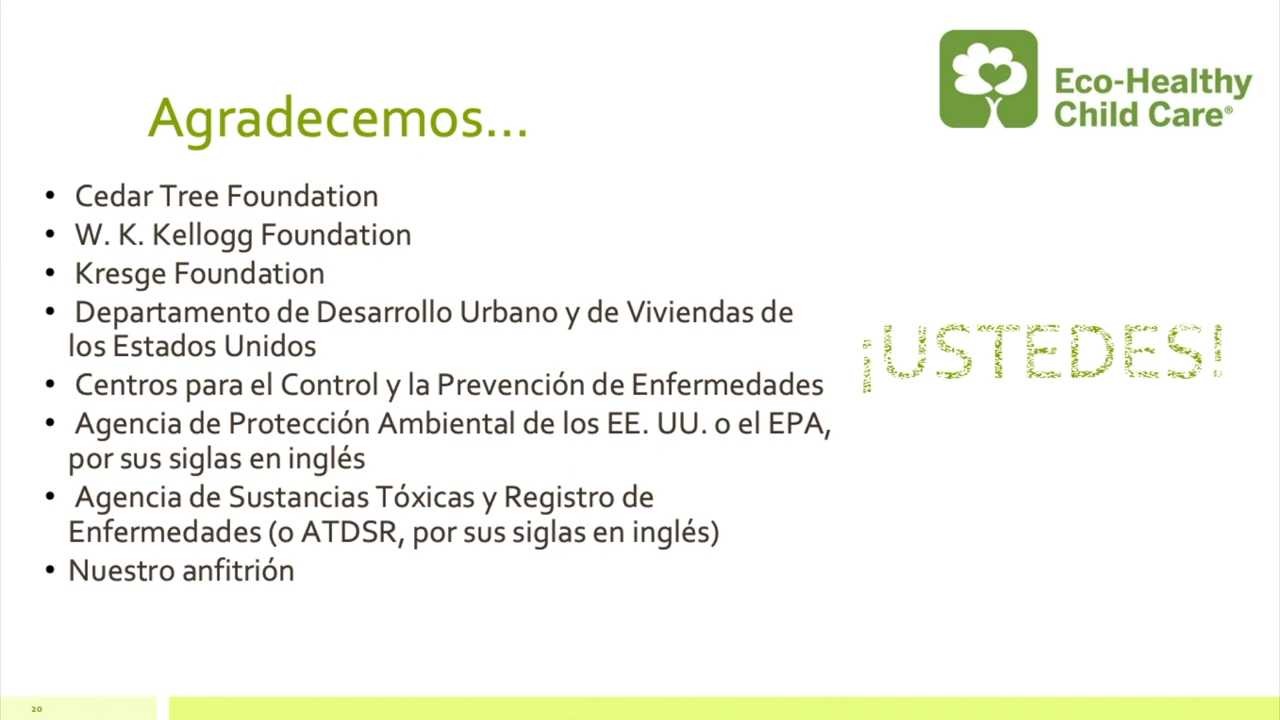 Eco-Healthy
Child Care®
Agradecemos...
• Cedar Tree Foundation
• W. K. Kellogg Foundation
• Kresge Foundation
• Departamento de Desarrollo Urbano y de Viviendas de
los Estados Unidos
• Centros para el Control y la Prevención de Enfermedades
• Agencia de Protección Ambiental de los EE. UU. o el EPA,
por sus siglas en inglés
• Agencia de Sustancias Tóxicas y Registro de
Enfermedades (o ATDSR, por sus siglas en inglés)
• Nuestro anfitrión
¡USTEDES!
20